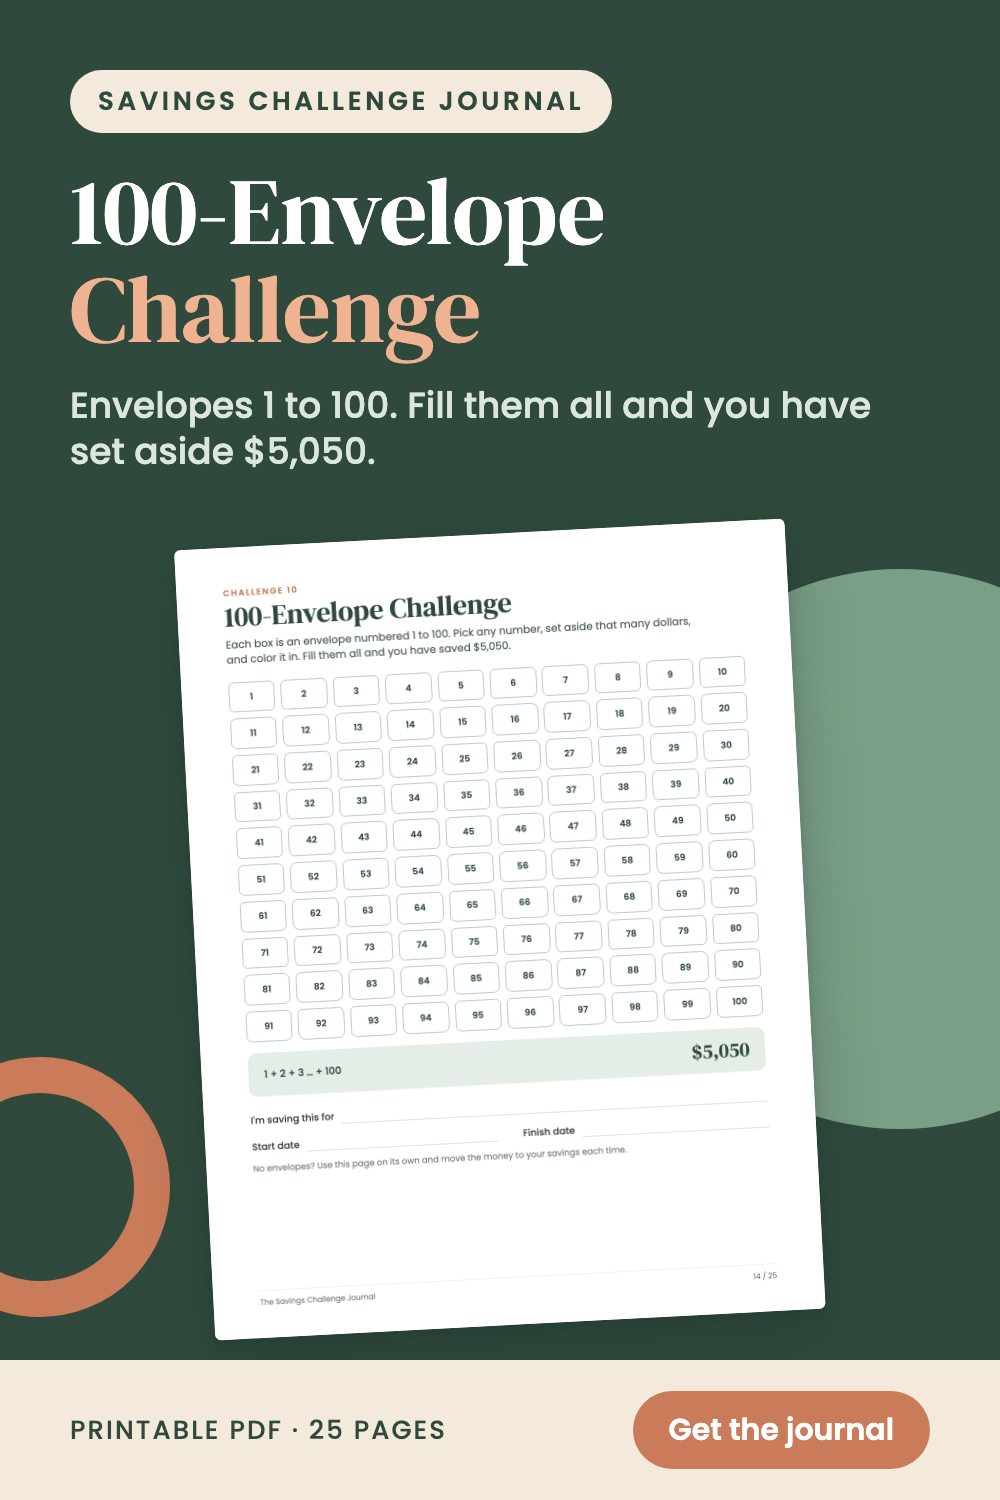 SAVINGS CHALLENGE JOURNAL
100-Envelope
Challenge
Envelopes 1 to 100. Fill them all and you have
set aside $5,050.
CHALLENGE 10
100-Envelope Challenge
Each box is an envelope numbered 1 to 100. Pick any number, set aside that many dollars,
and color it in. Fill them all and you have saved $5,050.
1 2 3 4 5 6 7 8 9 10
11 12 13 14 15 16 17 18 19 20
21 22 23 24 25 26 27 28 29 30
31 32 33 34 35 36 37 38 39 40
41 42 43 44 45 46 47 48 49 50
51 52 53 54 55 56 57 58 59 60
61 62 63 64 65 66 67 68 69 70
71 72 73 74 75 76 77 78 79 80
81 82 83 84 85 86 87 88 89 90
91 92 93 94 95 96 97 98 99 100
1 + 2 + 3 ... + 100 $5,050
I'm saving this for
Start date Finish date
No envelopes? Use this page on its own and move the money to your savings each time.
The Savings Challenge Journal 14 / 25
PRINTABLE PDF · 25 PAGES
Get the journal